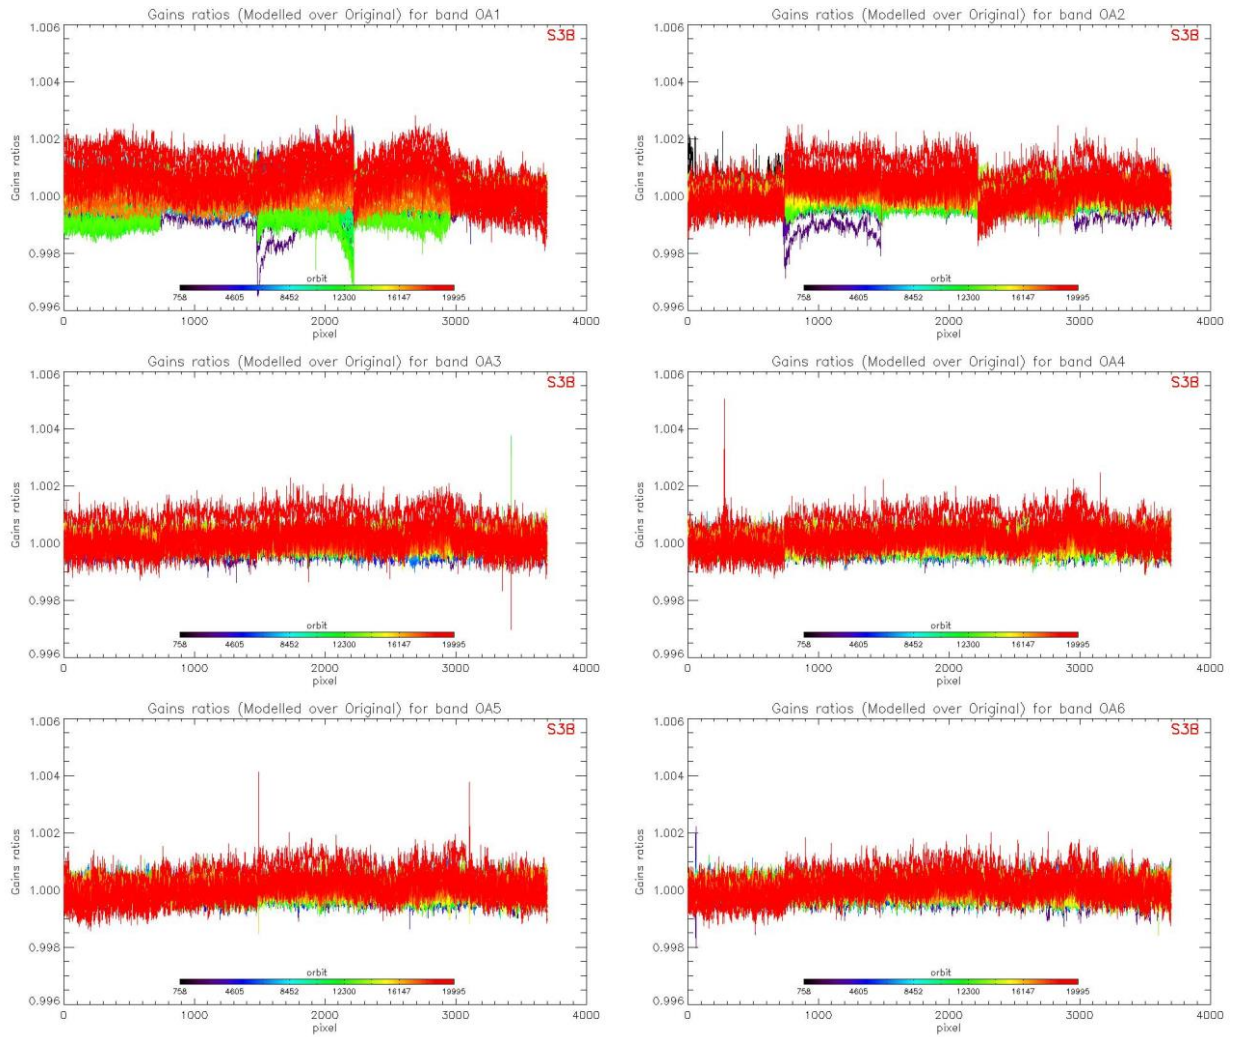 Gains ratios (Modelled over Original) for band OA1
S3B
1.006
1.004
1.002
1.000
0.998
0.996
Gains ratios
orbit
758 4605 8452 12300 16147 19995
0 1000 2000 3000 4000
pixel
Gains ratios (Modelled over Original) for band OA2
S3B
1.006
1.004
1.002
1.000
0.998
0.996
Gains ratios
orbit
758 4605 8452 12300 16147 19995
0 1000 2000 3000 4000
pixel
Gains ratios (Modelled over Original) for band OA3
S3B
1.006
1.004
1.002
1.000
0.998
0.996
Gains ratios
orbit
758 4605 8452 12300 16147 19995
0 1000 2000 3000 4000
pixel
Gains ratios (Modelled over Original) for band OA4
S3B
1.006
1.004
1.002
1.000
0.998
0.996
Gains ratios
orbit
758 4605 8452 12300 16147 19995
0 1000 2000 3000 4000
pixel
Gains ratios (Modelled over Original) for band OA5
S3B
1.006
1.004
1.002
1.000
0.998
0.996
Gains ratios
orbit
758 4605 8452 12300 16147 19995
0 1000 2000 3000 4000
pixel
Gains ratios (Modelled over Original) for band OA6
S3B
1.006
1.004
1.002
1.000
0.998
0.996
Gains ratios
orbit
758 4605 8452 12300 16147 19995
0 1000 2000 3000 4000
pixel